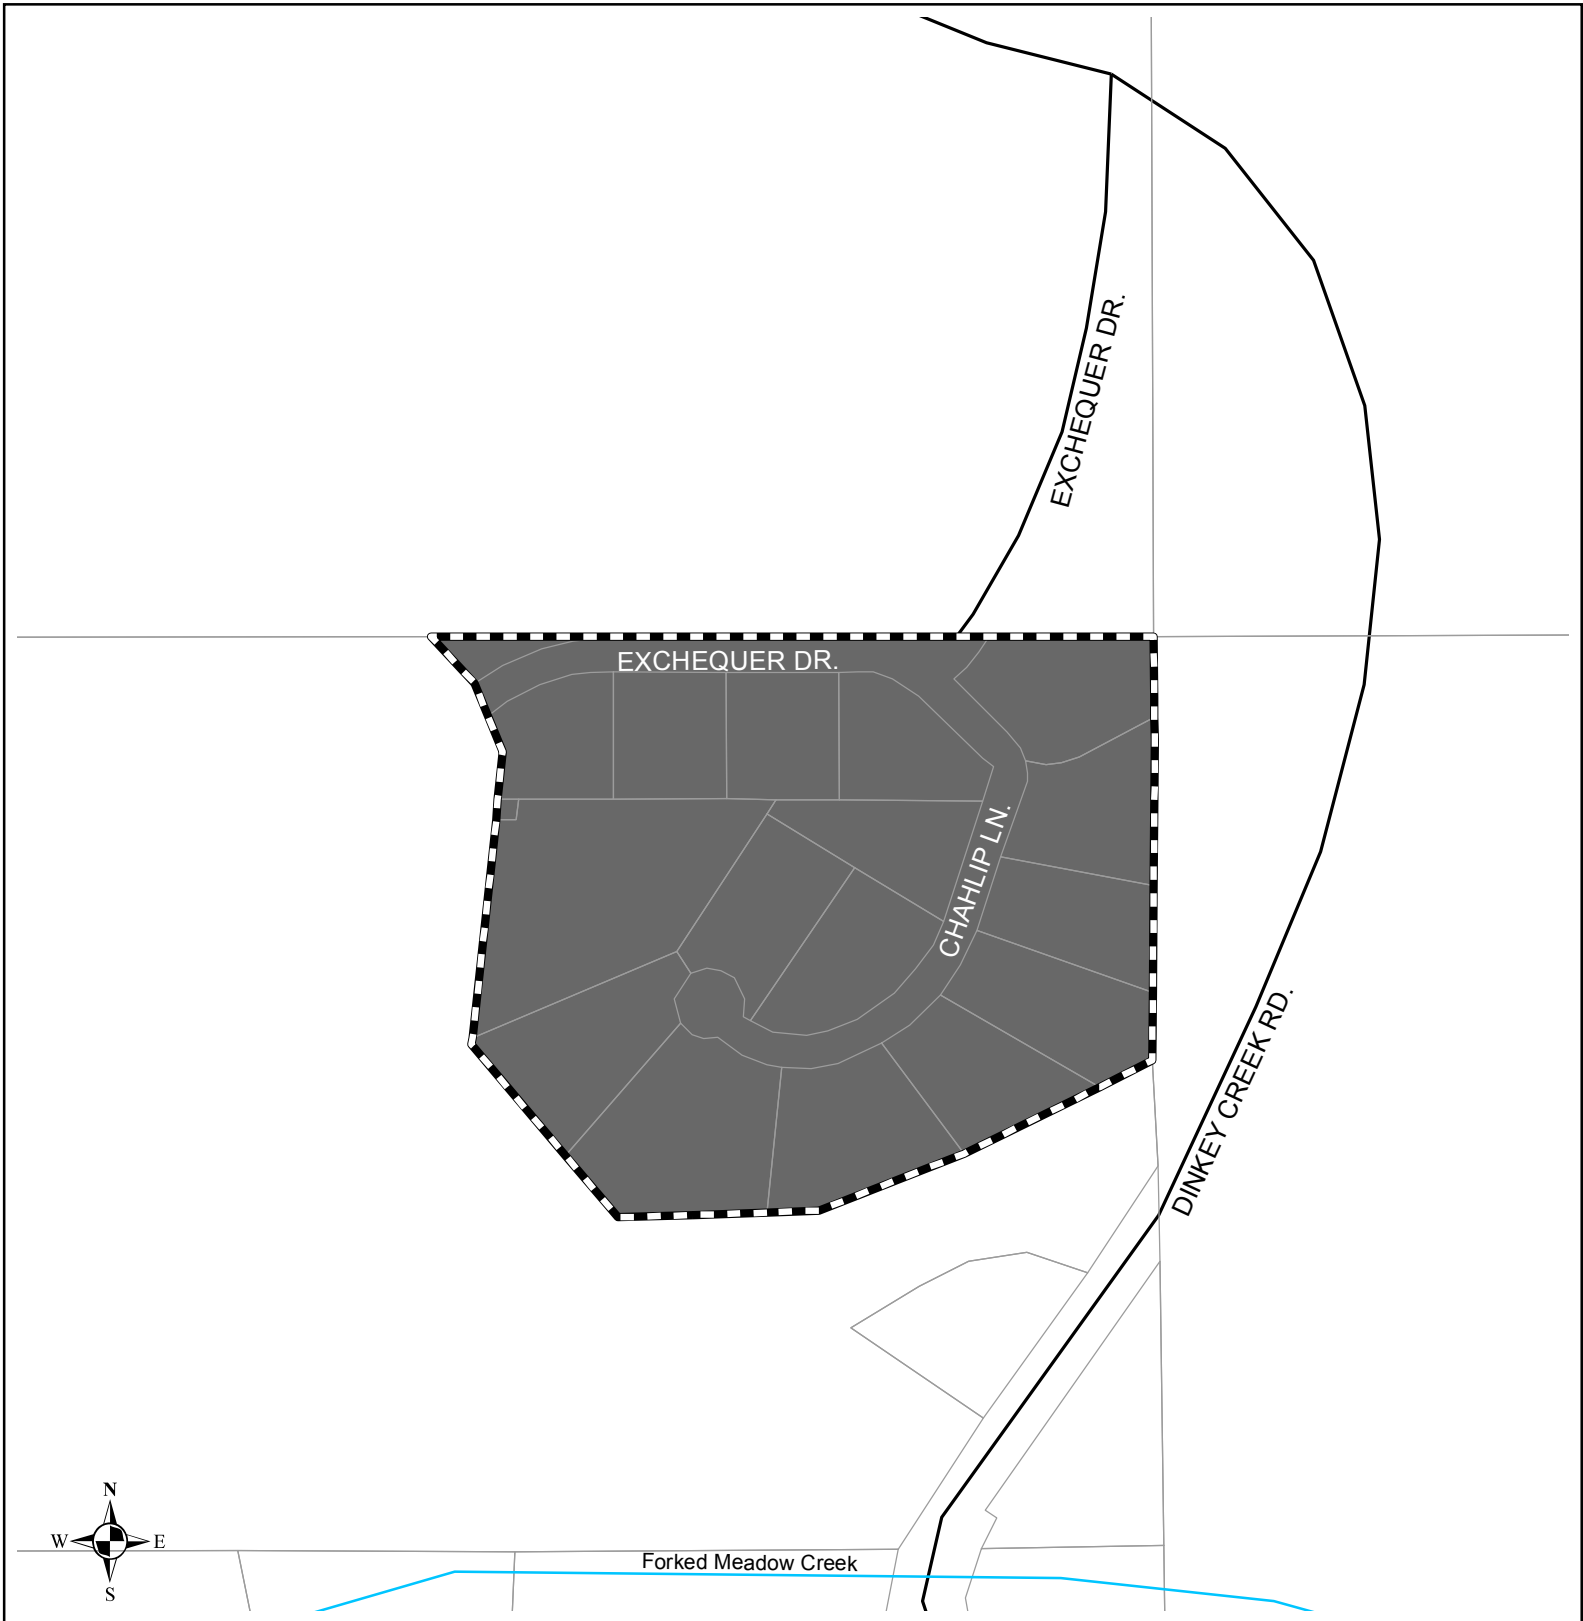 EXCHEQUER DR.
EXCHEQUER DR.
CHAHLIP LN.
DINKEY CREEK RD.
N
W
E
S
Forked Meadow Creek